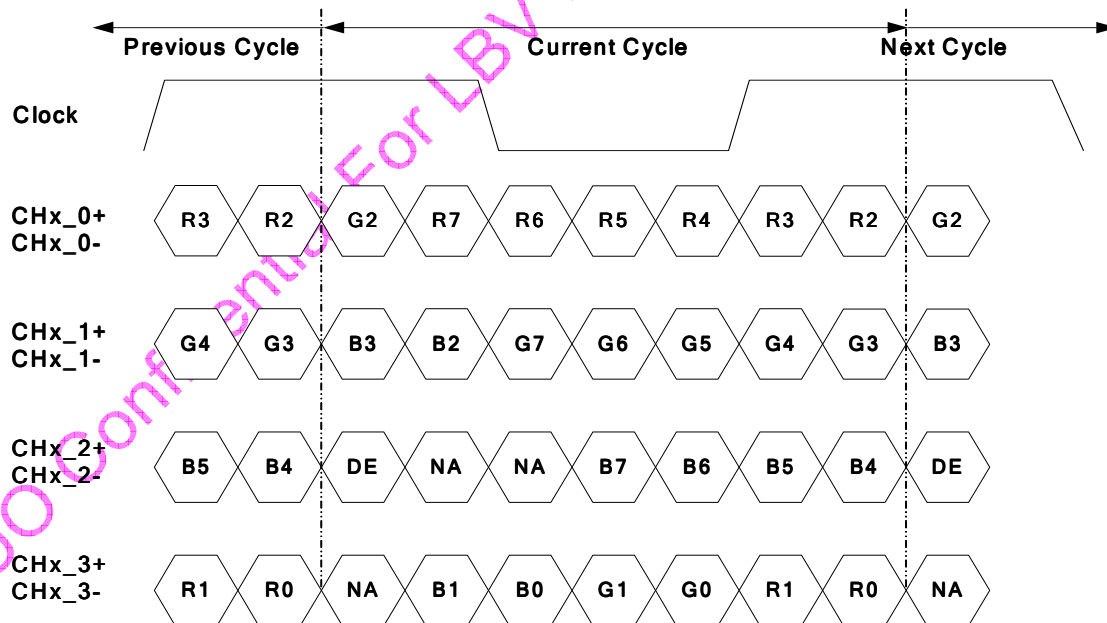 Previous Cycle Current Cycle Next Cycle
Clock
CHx_0+ R3 R2 G2 R7 R6 R5 R4 R3 R2 G2
CHx_0-
CHx_1+ G4 G3 B3 B2 G7 G6 G5 G4 G3 B3
CHx_1-
CHx_2+ B5 B4 DE NA NA B7 B6 B5 B4 DE
CHx_2-
CHx_3+ R1 R0 NA B1 B0 G1 G0 R1 R0 NA
CHx_3-
For LBV